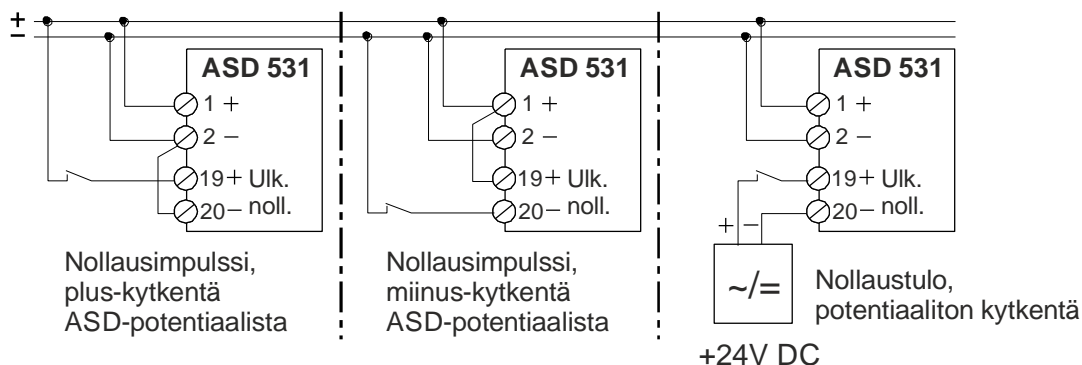 ±
ASD 531
1 +
2 –
19+ Ulk.
20– noll.
Nollausimpulssi,
plus-kytkentä
ASD-potentiaalista
ASD 531
1 +
2 –
19+ Ulk.
20– noll.
Nollausimpulssi,
miinus-kytkentä
ASD-potentiaalista
ASD 531
1 +
2 –
19+ Ulk.
20– noll.
+ –
~/=
Nollaustulo,
potentiaaliton kytkentä
+24V DC